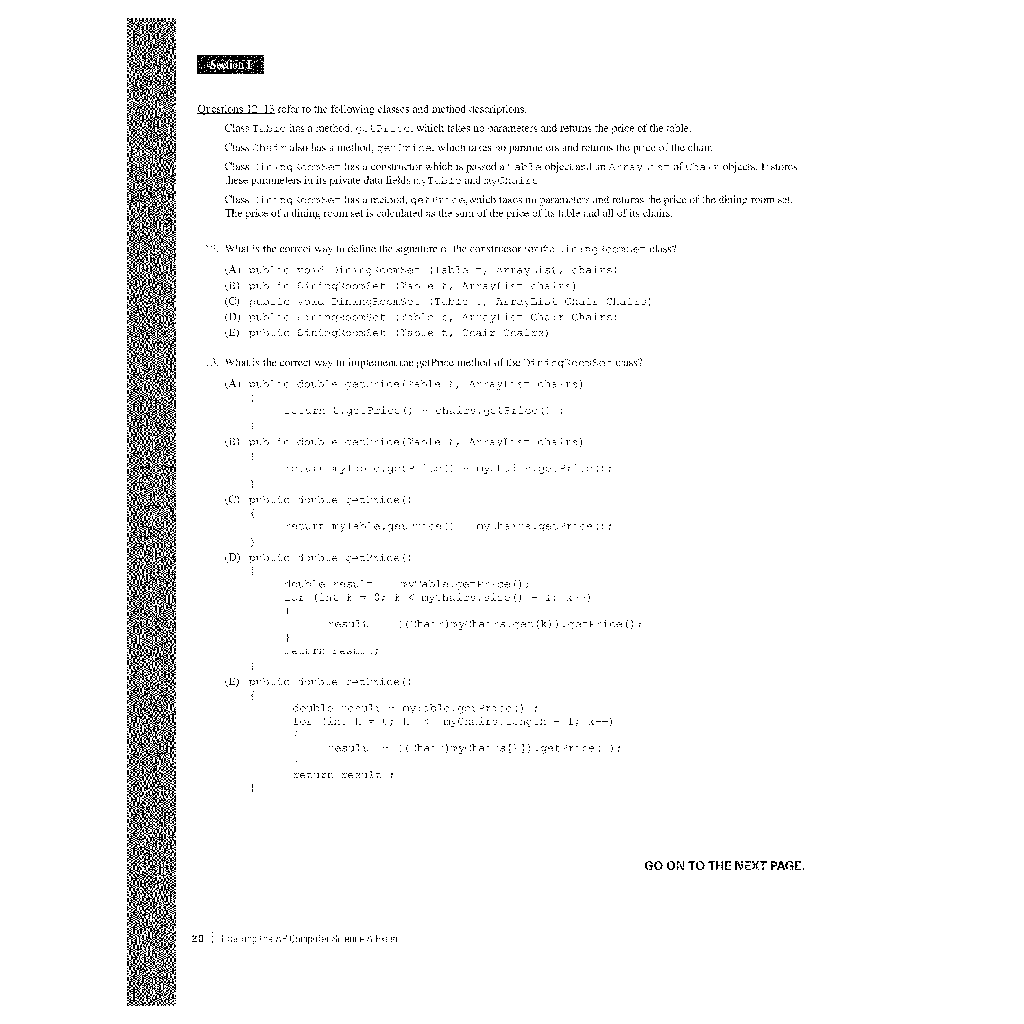 Section I
Questions 12–13 refer to the following classes and method descriptions.
Class Table has a method, getPrice, which takes no parameters and returns the price of the table.
Class Chair also has a method, getPrice, which takes no parameters and returns the price of the chair.
Class DiningRoomSet has a constructor which is passed a Table object and an ArrayList of Chair objects. It stores
these parameters in its private data fields myTable and myChairs.
Class DiningRoomSet has a method, getPrice, which takes no parameters and returns the price of the dining room set.
The price of a dining room set is calculated as the sum of the price of its table and all of its chairs.
12. What is the correct way to define the signature of the constructor for the DiningRoomSet class?
(A) public void DiningRoomSet (Table t, ArrayList, chairs)
(B) public DiningRoomSet (Table t, ArrayList chairs)
(C) public void DiningRoomSet (Table t, ArrayList Chair Chairs)
(D) public DiningRoomSet (Table t, ArrayList Chair Chairs)
(E) public DiningRoomSet (Table t, Chair Chairs)
13. What is the correct way to implement the getPrice method of the DiningRoomSet class?
(A) public double getPrice(Table t, ArrayList chairs)
{
return t.getPrice() + chairs.getPrice() ;
}
(B) public double getPrice(Table t, ArrayList chairs)
{
return myTable.getPrice() + myChairs.getPrice();
}
(C) public double getPrice()
{
return myTable.getPrice() + myChairs.getPrice();
}
(D) public double getPrice()
{
double result = myTable.getPrice();
for (int k = 0; k < myChairs.size() - 1; k++)
{
result += ((Chair)myChairs.get(k)).getPrice();
}
return result;
}
(E) public double getPrice()
{
double result = myTable.getPrice() ;
for (int k = 0; k < myChairs.length - 1; k++)
{
result += ((Chair)myChairs[k]).getPrice( );
}
return result ;
}
GO ON TO THE NEXT PAGE.
20 | AP Computer Science A Exam